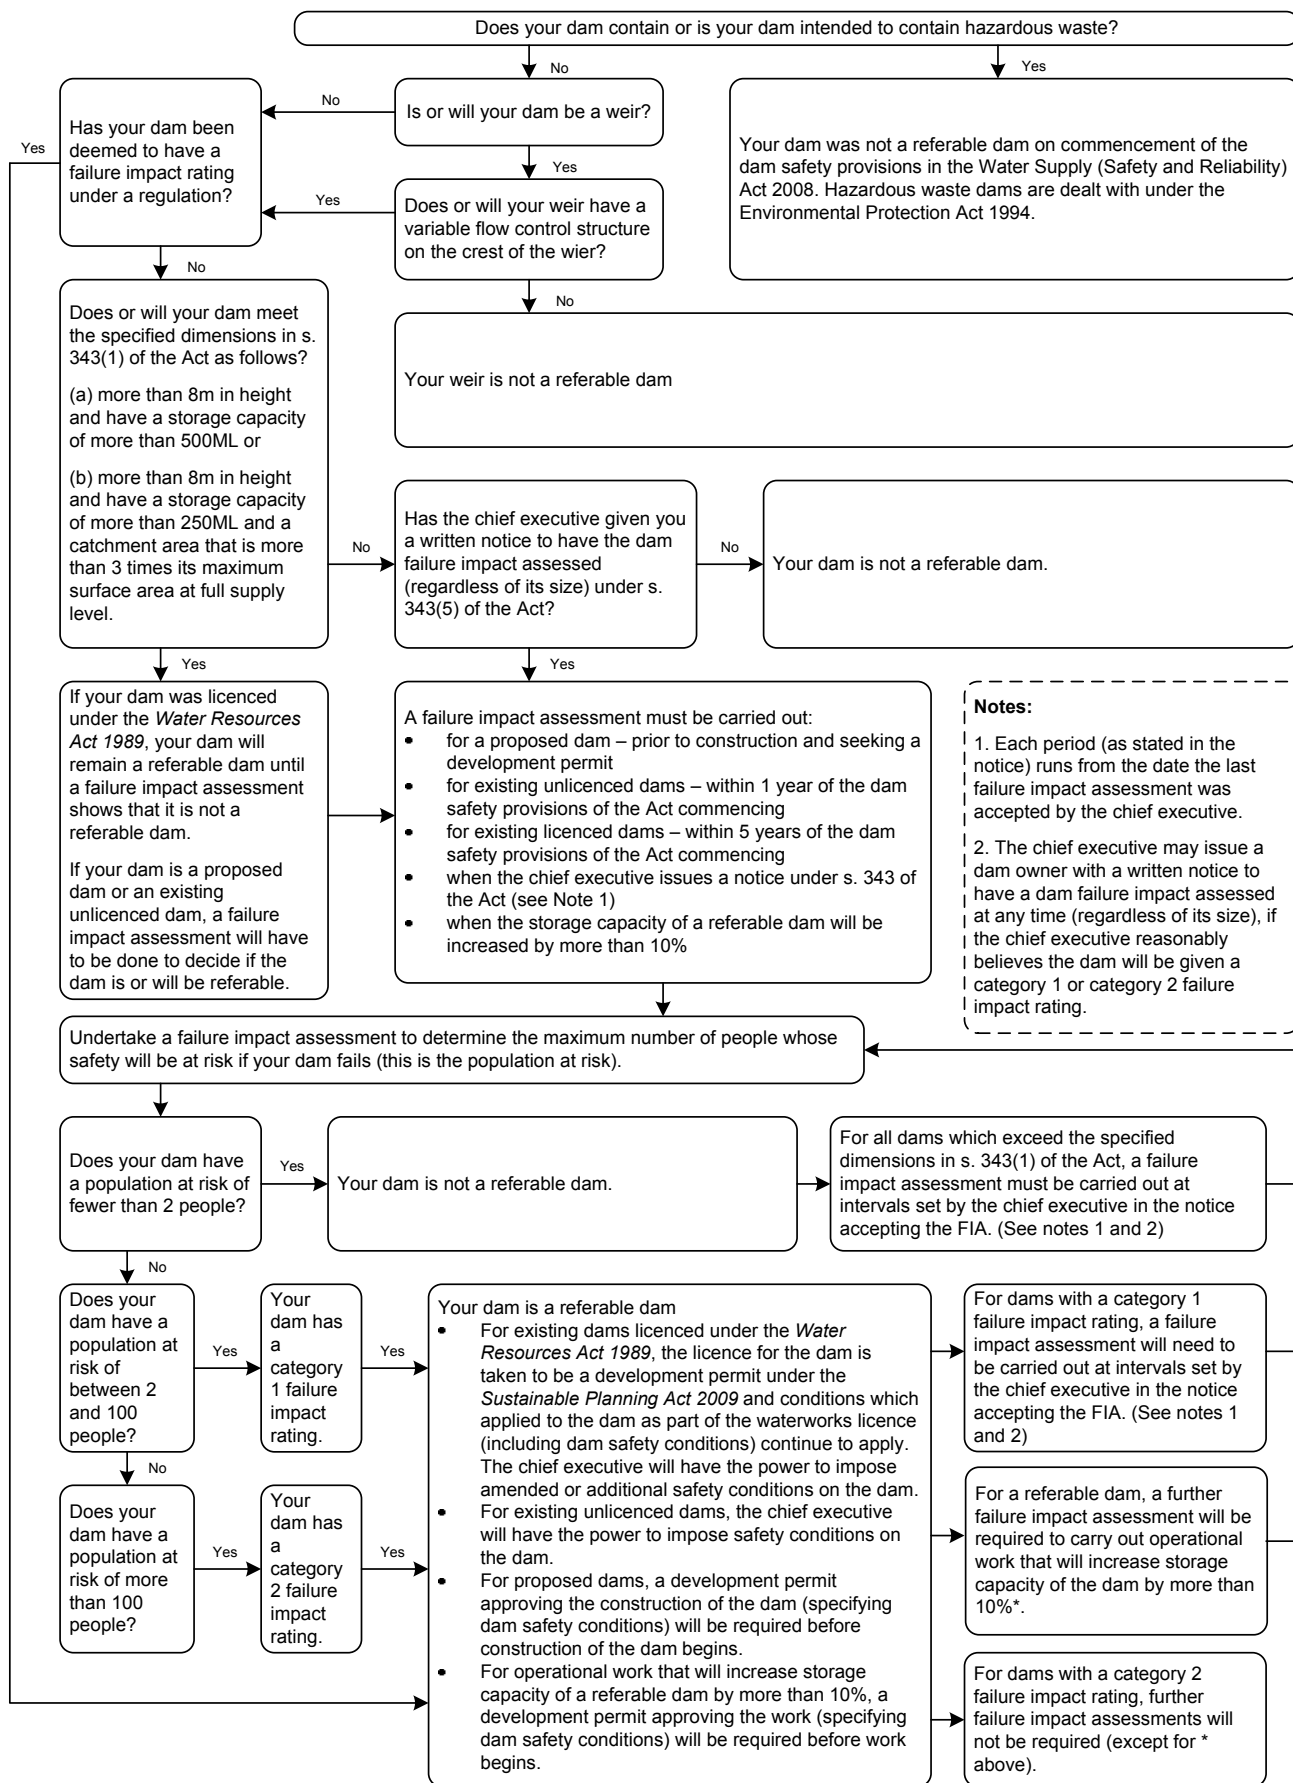 Does your dam contain or is your dam intended to contain hazardous waste?
No
Yes
No
Is or will your dam be a weir?
Has your dam been
deemed to have a
failure impact rating
under a regulation?
Yes
Your dam was not a referable dam on commencement of the
dam safety provisions in the Water Supply (Safety and Reliability)
Act 2008. Hazardous waste dams are dealt with under the
Environmental Protection Act 1994.
Yes
Yes
Does or will your weir have a
variable flow control structure
on the crest of the wier?
No
No
Does or will your dam meet
the specified dimensions in s.
343(1) of the Act as follows?
(a) more than 8m in height
and have a storage capacity
of more than 500ML or
(b) more than 8m in height
and have a storage capacity
of more than 250ML and a
catchment area that is more
than 3 times its maximum
surface area at full supply
level.
Your weir is not a referable dam
No
Has the chief executive given you
a written notice to have the dam
failure impact assessed
(regardless of its size) under s.
343(5) of the Act?
No
Your dam is not a referable dam.
Yes
Yes
If your dam was licenced
under the Water Resources
Act 1989, your dam will
remain a referable dam until
a failure impact assessment
shows that it is not a
referable dam.
If your dam is a proposed
dam or an existing
unlicenced dam, a failure
impact assessment will have
to be done to decide if the
dam is or will be referable.
A failure impact assessment must be carried out:
• for a proposed dam – prior to construction and seeking a
development permit
• for existing unlicenced dams – within 1 year of the dam
safety provisions of the Act commencing
• for existing licenced dams – within 5 years of the dam
safety provisions of the Act commencing
• when the chief executive issues a notice under s. 343 of
the Act (see Note 1)
• when the storage capacity of a referable dam will be
increased by more than 10%
Notes:
1. Each period (as stated in the
notice) runs from the date the last
failure impact assessment was
accepted by the chief executive.
2. The chief executive may issue a
dam owner with a written notice to
have a dam failure impact assessed
at any time (regardless of its size), if
the chief executive reasonably
believes the dam will be given a
category 1 or category 2 failure
impact rating.
Undertake a failure impact assessment to determine the maximum number of people whose
safety will be at risk if your dam fails (this is the population at risk).
Does your dam have
a population at risk of
fewer than 2 people?
Yes
Your dam is not a referable dam.
For all dams which exceed the specified
dimensions in s. 343(1) of the Act, a failure
impact assessment must be carried out at
intervals set by the chief executive in the notice
accepting the FIA. (See notes 1 and 2)
No
Does your
dam have a
population at
risk of
between 2
and 100
people?
Yes
Your
dam has
a
category
1 failure
impact
rating.
Yes
Your dam is a referable dam
• For existing dams licenced under the Water
Resources Act 1989, the licence for the dam is
taken to be a development permit under the
Sustainable Planning Act 2009 and conditions which
applied to the dam as part of the waterworks licence
(including dam safety conditions) continue to apply.
The chief executive will have the power to impose
amended or additional safety conditions on the dam.
• For existing unlicenced dams, the chief executive
will have the power to impose safety conditions on
the dam.
• For proposed dams, a development permit
approving the construction of the dam (specifying
dam safety conditions) will be required before
construction of the dam begins.
• For operational work that will increase storage
capacity of a referable dam by more than 10%, a
development permit approving the work (specifying
dam safety conditions) will be required before work
begins.
For dams with a category 1
failure impact rating, a failure
impact assessment will need to
be carried out at intervals set by
the chief executive in the notice
accepting the FIA. (See notes 1
and 2)
No
Does your
dam have a
population at
risk of more
than 100
people?
Yes
Your
dam has
a
category
2 failure
impact
rating.
Yes
For a referable dam, a further
failure impact assessment will be
required to carry out operational
work that will increase storage
capacity of the dam by more than
10%*.
For dams with a category 2
failure impact rating, further
failure impact assessments will
not be required (except for *
above).